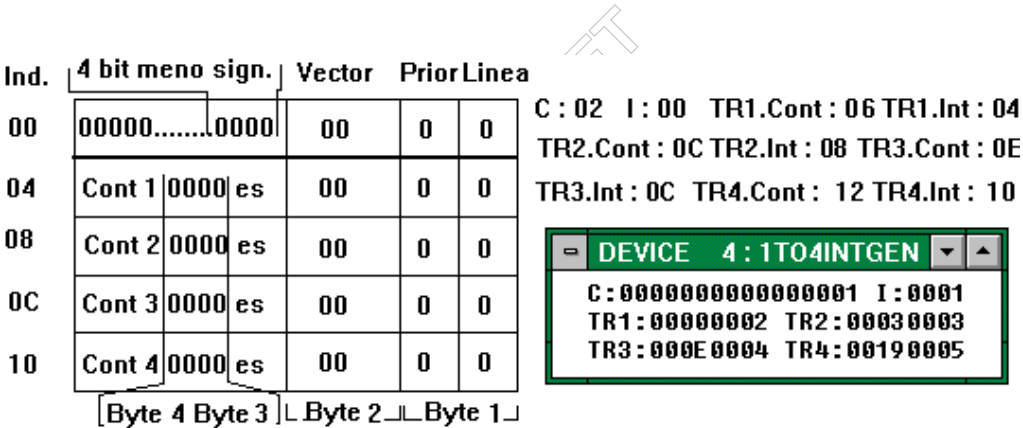 Ind. 4 bit meno sign. Vector Prior Linea
00 00000........0000 00 0 0
04 Cont 1 0000 es 00 0 0
08 Cont 2 0000 es 00 0 0
0C Cont 3 0000 es 00 0 0
10 Cont 4 0000 es 00 0 0
Byte 4 Byte 3 Byte 2 Byte 1
C : 02 I : 00 TR1.Cont : 06 TR1.Int : 04
TR2.Cont : 0C TR2.Int : 08 TR3.Cont : 0E
TR3.Int : 0C TR4.Cont : 12 TR4.Int : 10
DEVICE 4 : 1TO4INTGEN
C:0000000000000001 I:0001
TR1:00000002 TR2:00030003
TR3:000E0004 TR4:00190005